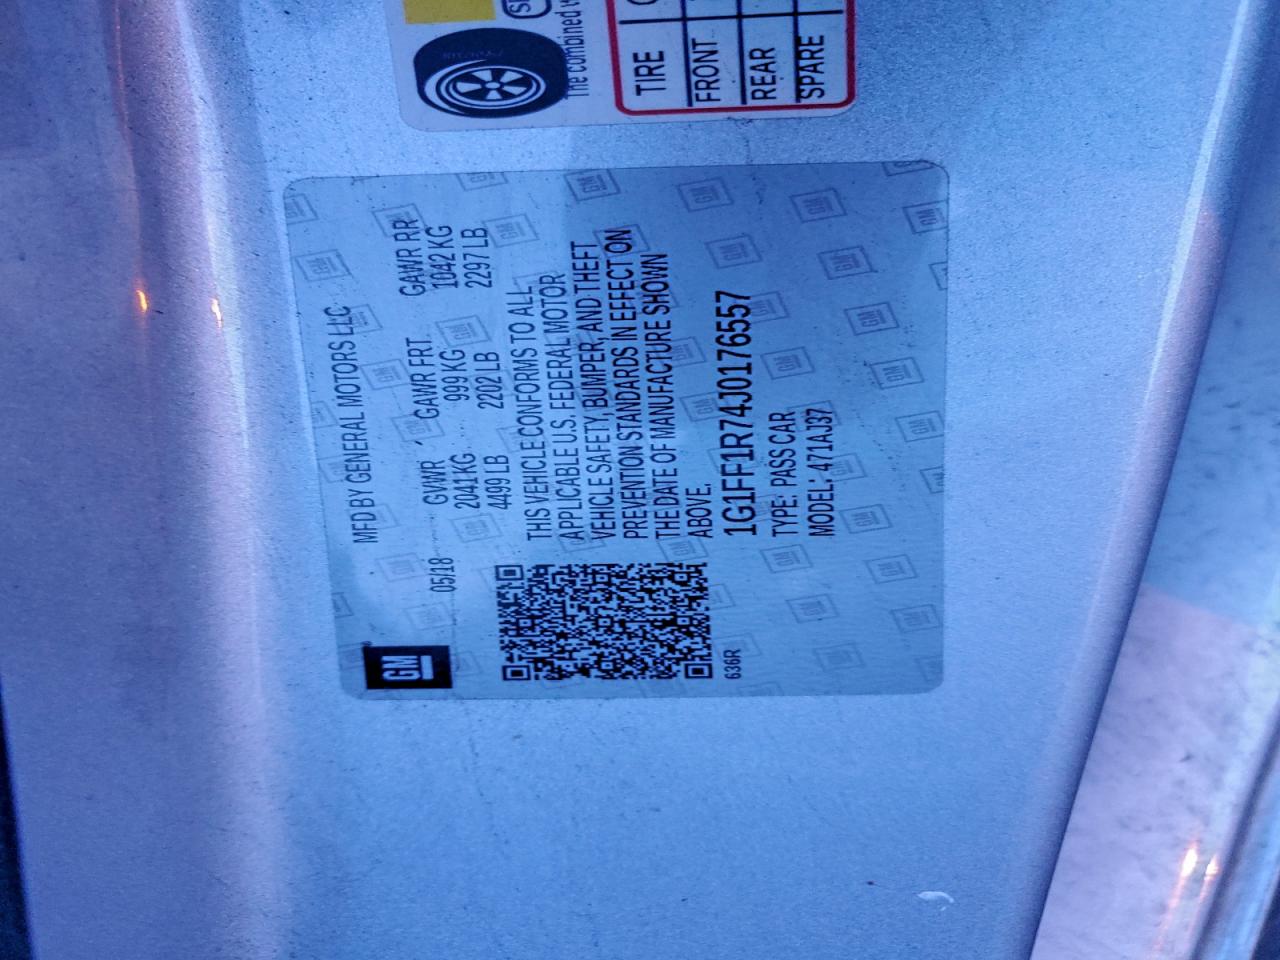 The combined
TIRE
FRONT
REAR
SPARE
GM
MFD BY GENERAL MOTORS LLC
05/18 GVWR GAWR FRT GAWR RR
2041 KG 999 KG 1042 KG
4499 LB 2202 LB 2297 LB
THIS VEHICLE CONFORMS TO ALL
APPLICABLE U.S. FEDERAL MOTOR
VEHICLE SAFETY, BUMPER, AND THEFT
PREVENTION STANDARDS IN EFFECT ON
THE DATE OF MANUFACTURE SHOWN
ABOVE.
1G1FF1R74J0176557
TYPE: PASS CAR
MODEL: 471AJ37
636R